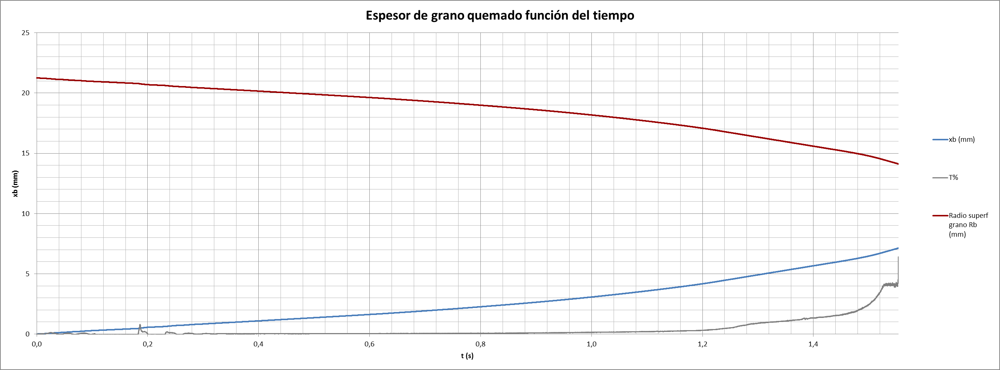 Espesor de grano quemado función del tiempo
25
20
15
10
5
0
xb (mm)
0,0
0,2
0,4
0,6
0,8
1,0
1,2
1,4
t (s)
xb (mm)
T%
Radio superf
grano Rb
(mm)